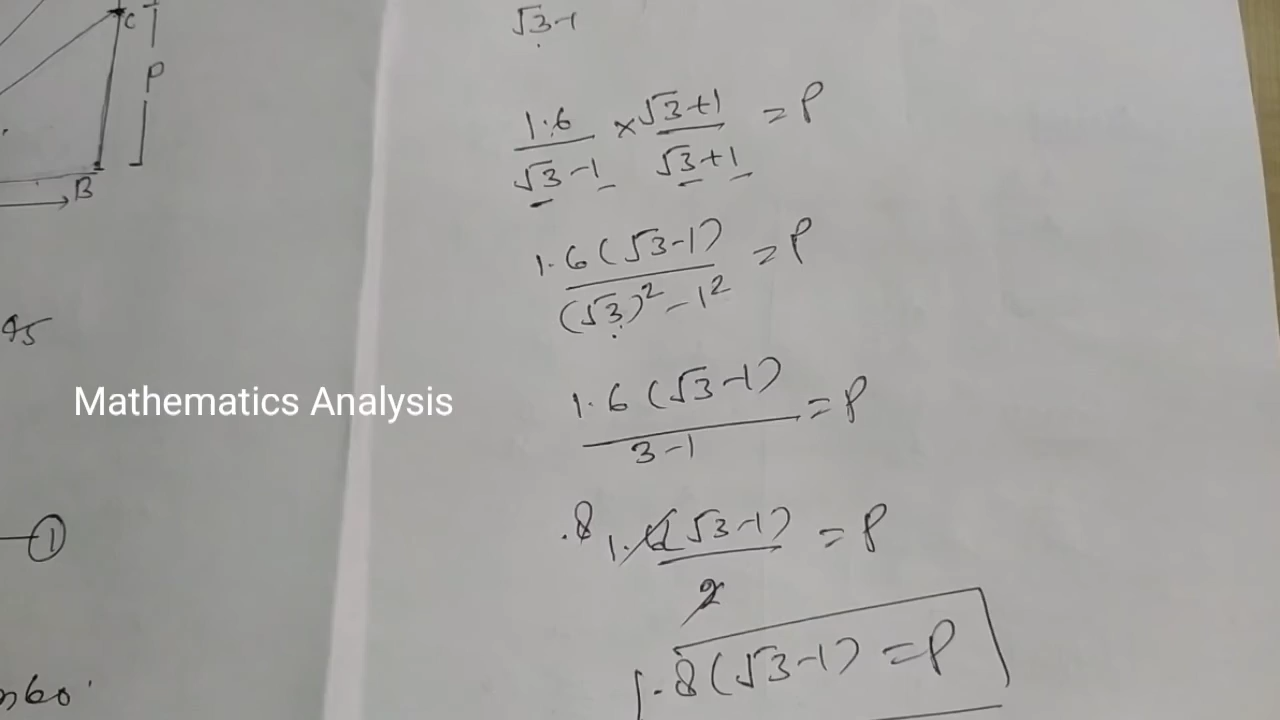 C
P
B
45
Mathematics Analysis
①
60
√3-1
1.6/√3-1 × √3+1/√3+1 = P
1.6(√3-1)/(√3)²-1² = P
1.6(√3-1)/3-1 = P
.8 1.6(√3-1)/2 = P
1.8(√3-1) = P